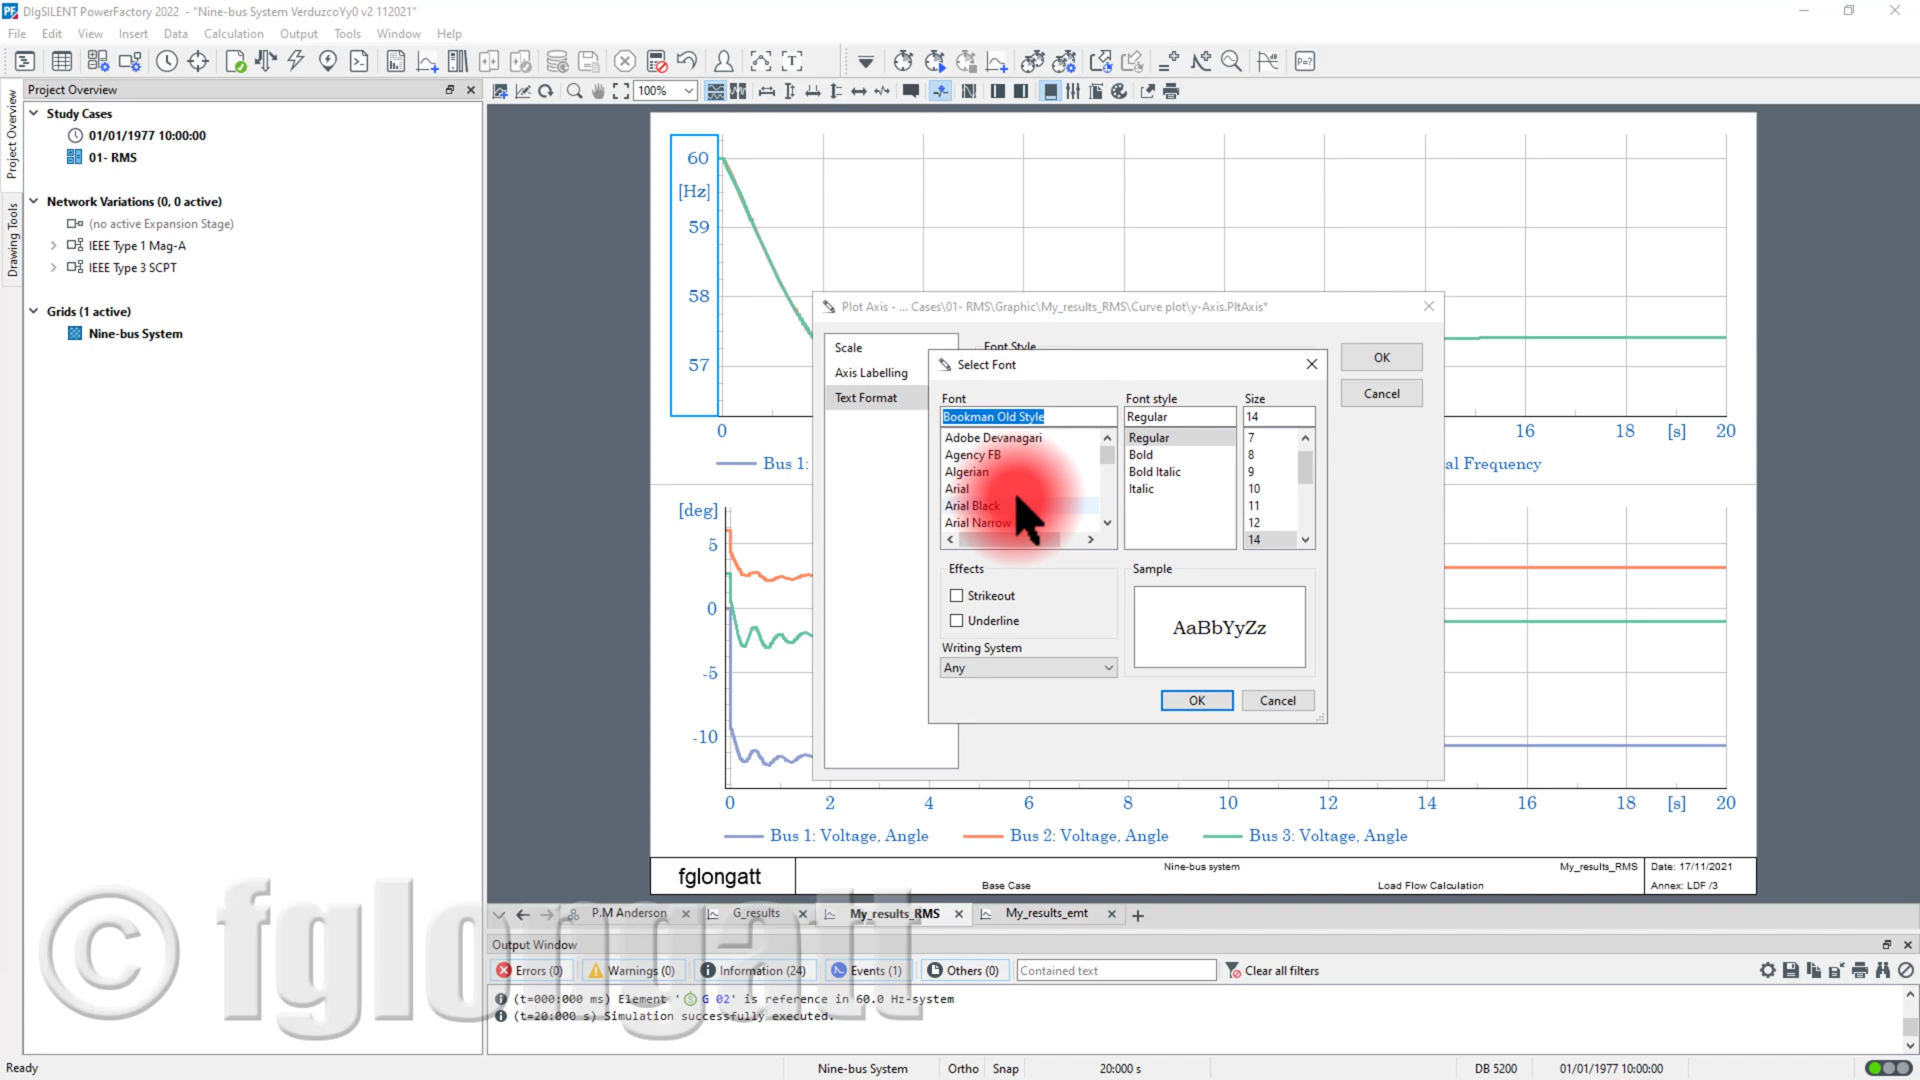 DIgSILENT PowerFactory 2022 - "Nine-bus System VerduzcoYy0 v2 112021"
File Edit View Insert Data Calculation Output Tools Window Help
Project Overview
100%
Project Overview
Drawing Tools
Study Cases
01/01/1977 10:00:00
01- RMS
Network Variations (0, 0 active)
(no active Expansion Stage)
IEEE Type 1 Mag-A
IEEE Type 3 SCPT
Grids (1 active)
Nine-bus System
60
[Hz]
59
58
57
0 16 18 [s] 20
Bus 1: al Frequency
Plot Axis - ... Cases\01- RMS\Graphic\My_results_RMS\Curve plot\y-Axis.PltAxis*
Scale
Axis Labelling
Text Format
Font Style
OK
Cancel
Select Font
Font Font style Size
Bookman Old Style Regular 14
Adobe Devanagari Regular 7
Agency FB Bold 8
Algerian Bold Italic 9
Arial Italic 10
Arial Black 11
Arial Narrow 12
14
Effects Sample
Strikeout
Underline
AaBbYyZz
Writing System
Any
OK Cancel
[deg]
5
0
-5
-10
0 2 4 6 8 10 12 14 16 18 [s] 20
Bus 1: Voltage, Angle Bus 2: Voltage, Angle Bus 3: Voltage, Angle
fglongatt
Nine-bus system
Base Case
My_results_RMS
Load Flow Calculation
Date: 17/11/2021
Annex: LDF /3
P.M Anderson G_results My_results_RMS My_results_emt
Output Window
Errors (0) Warnings (0) Information (24) Events (1) Others (0) Contained text Clear all filters
(t=000:000 ms) Element 'G 02' is reference in 60.0 Hz-system
(t=20:000 s) Simulation successfully executed.
© fglongatt
Ready Nine-bus System Ortho Snap 20:000 s DB 5200 01/01/1977 10:00:00